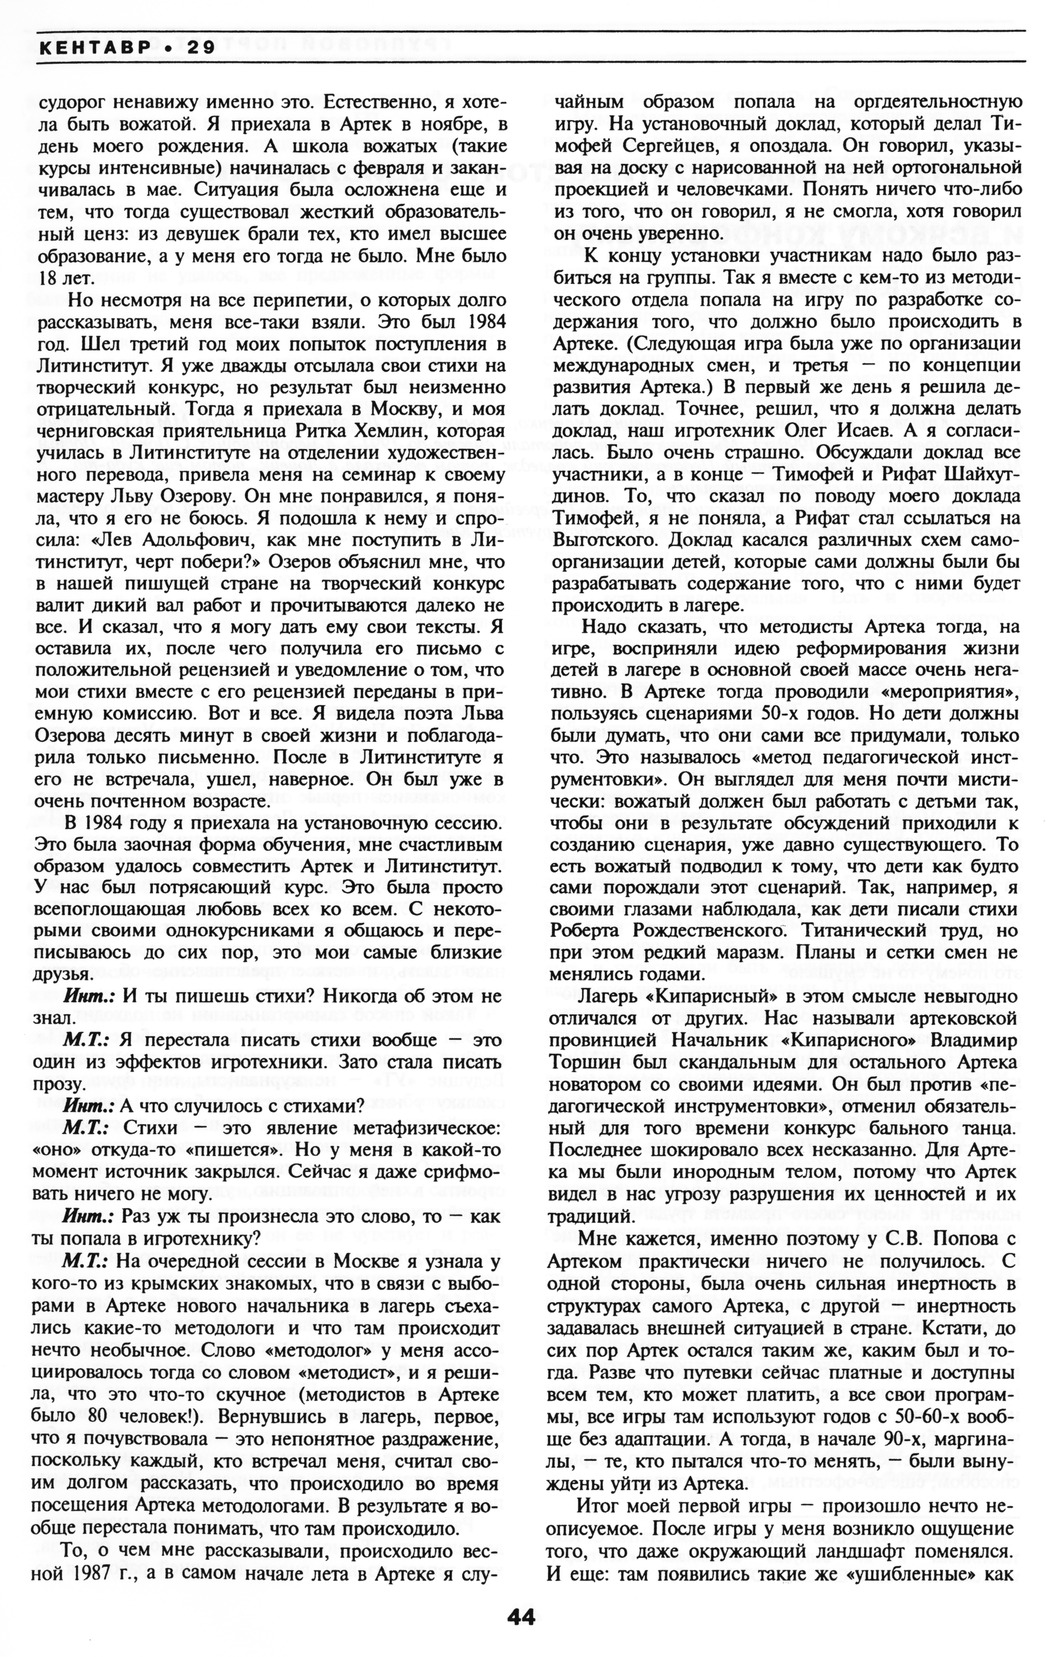 КЕНТАВР • 29
судорог ненавижу именно это. Естественно, я хоте-
ла быть вожатой. Я приехала в Артек в ноябре, в
день моего рождения. А школа вожатых (такие
курсы интенсивные) начиналась с февраля и закан-
чивалась в мае. Ситуация была осложнена еще и
тем, что тогда существовал жесткий образователь-
ный ценз: из девушек брали тех, кто имел высшее
образование, а у меня его тогда не было. Мне было
18 лет.
Но несмотря на все перипетии, о которых долго
рассказывать, меня все-таки взяли. Это был 1984
год. Шел третий год моих попыток поступления в
Литинститут. Я уже дважды отсылала свои стихи на
творческий конкурс, но результат был неизменно
отрицательный. Тогда я приехала в Москву, и моя
черниговская приятельница Ритка Хемлин, которая
училась в Литинституте на отделении художествен-
ного перевода, привела меня на семинар к своему
мастеру Льву Озерову. Он мне понравился, я поня-
ла, что я его не боюсь. Я подошла к нему и спро-
сила: «Лев Адольфович, как мне поступить в Ли-
тинститут, черт побери?» Озеров объяснил мне, что
в нашей пишущей стране на творческий конкурс
валит дикий вал работ и прочитываются далеко не
все. И сказал, что я могу дать ему свои тексты. Я
оставила их, после чего получила его письмо с
положительной рецензией и уведомление о том, что
мои стихи вместе с его рецензией переданы в при-
емную комиссию. Вот и все. Я видела поэта Льва
Озерова десять минут в своей жизни и поблагода-
рила только письменно. После в Литинституте я
его не встречала, ушел, наверное. Он был уже в
очень почтенном возрасте.
В 1984 году я приехала на установочную сессию.
Это была заочная форма обучения, мне счастливым
образом удалось совместить Артек и Литинститут.
У нас был потрясающий курс. Это была просто
всепоглощающая любовь всех ко всем. С некото-
рыми своими однокурсниками я общаюсь и пере-
писываюсь до сих пор, это мои самые близкие
друзья.
Инт.: И ты пишешь стихи? Никогда об этом не
знал.
М.Т.: Я перестала писать стихи вообще — это
один из эффектов игротехники. Зато стала писать
прозу.
Инт.: А что случилось с стихами?
М.Т.: Стихи — это явление метафизическое:
«оно» откуда-то «пишется». Но у меня в какой-то
момент источник закрылся. Сейчас я даже срифмо-
вать ничего не могу.
Инт.: Раз уж ты произнесла это слово, то — как
ты попала в игротехнику?
М.Т.: На очередной сессии в Москве я узнала у
кого-то из крымских знакомых, что в связи с выбо-
рами в Артеке нового начальника в лагерь съеха-
лись какие-то методологи и что там происходит
нечто необычное. Слово «методолог» у меня ассо-
циировалось тогда со словом «методист», и я реши-
ла, что это что-то скучное (методистов в Артеке
было 80 человек!). Вернувшись в лагерь, первое,
что я почувствовала — это непонятное раздражение,
поскольку каждый, кто встречал меня, считал сво-
им долгом рассказать, что происходило во время
посещения Артека методологами. В результате я во-
обще перестала понимать, что там происходило.
То, о чем мне рассказывали, происходило вес-
ной 1987 г., а в самом начале лета в Артеке я слу-
чайным образом попала на оргдеятельностную
игру. На установочный доклад, который делал Ти-
мофей Сергейцев, я опоздала. Он говорил, указы-
вая на доску с нарисованной на ней ортогональной
проекцией и человечками. Понять ничего что-либо
из того, что он говорил, я не смогла, хотя говорил
он очень уверенно.
К концу установки участникам надо было раз-
биться на группы. Так я вместе с кем-то из методи-
ческого отдела попала на игру по разработке со-
держания того, что должно было происходить в
Артеке. (Следующая игра была уже по организации
международных смен, и третья — по концепции
развития Артека.) В первый же день я решила де-
лать доклад. Точнее, решил, что я должна делать
доклад, наш игротехник Олег Исаев. А я согласи-
лась. Было очень страшно. Обсуждали доклад все
участники, а в конце — Тимофей и Рифат Шайхут-
динов. То, что сказал по поводу моего доклада
Тимофей, я не поняла, а Рифат стал ссылаться на
Выготского. Доклад касался различных схем само-
организации детей, которые сами должны были бы
разрабатывать содержание того, что с ними будет
происходить в лагере.
Надо сказать, что методисты Артека тогда, на
игре, восприняли идею реформирования жизни
детей в лагере в основной своей массе очень нега-
тивно. В Артеке тогда проводили «мероприятия»,
пользуясь сценариями 50-х годов. Но дети должны
были думать, что они сами все придумали, только
что. Это называлось «метод педагогической инст-
рументовки». Он выглядел для меня почти мисти-
чески: вожатый должен был работать с детьми так,
чтобы они в результате обсуждений приходили к
созданию сценария, уже давно существующего. То
есть вожатый подводил к тому, что дети как будто
сами порождали этот сценарий. Так, например, я
своими глазами наблюдала, как дети писали стихи
Роберта Рождественского. Титанический труд, но
при этом редкий маразм. Планы и сетки смен не
менялись годами.
Лагерь «Кипарисный» в этом смысле невыгодно
отличался от других. Нас называли артековской
провинцией Начальник «Кипарисного» Владимир
Торшин был скандальным для остального Артека
новатором со своими идеями. Он был против «пе-
дагогической инструментовки», отменил обязатель-
ный для того времени конкурс бального танца.
Последнее шокировало всех несказанно. Для Арте-
ка мы были инородным телом, потому что Артек
видел в нас угрозу разрушения их ценностей и их
традиций.
Мне кажется, именно поэтому у С.В. Попова с
Артеком практически ничего не получилось. С
одной стороны, была очень сильная инертность в
структурах самого Артека, с другой — инертность
задавалась внешней ситуацией в стране. Кстати, до
сих пор Артек остался таким же, каким был и то-
гда. Разве что путевки сейчас платные и доступны
всем тем, кто может платить, а все свои програм-
мы, все игры там используют годов с 50-60-х вооб-
ще без адаптации. А тогда, в начале 90-х, маргина-
лы, — те, кто пытался что-то менять, — были выну-
ждены уйти из Артека.
Итог моей первой игры — произошло нечто не-
описуемое. После игры у меня возникло ощущение
того, что даже окружающий ландшафт поменялся.
И еще: там появились такие же «ушибленные» как
44